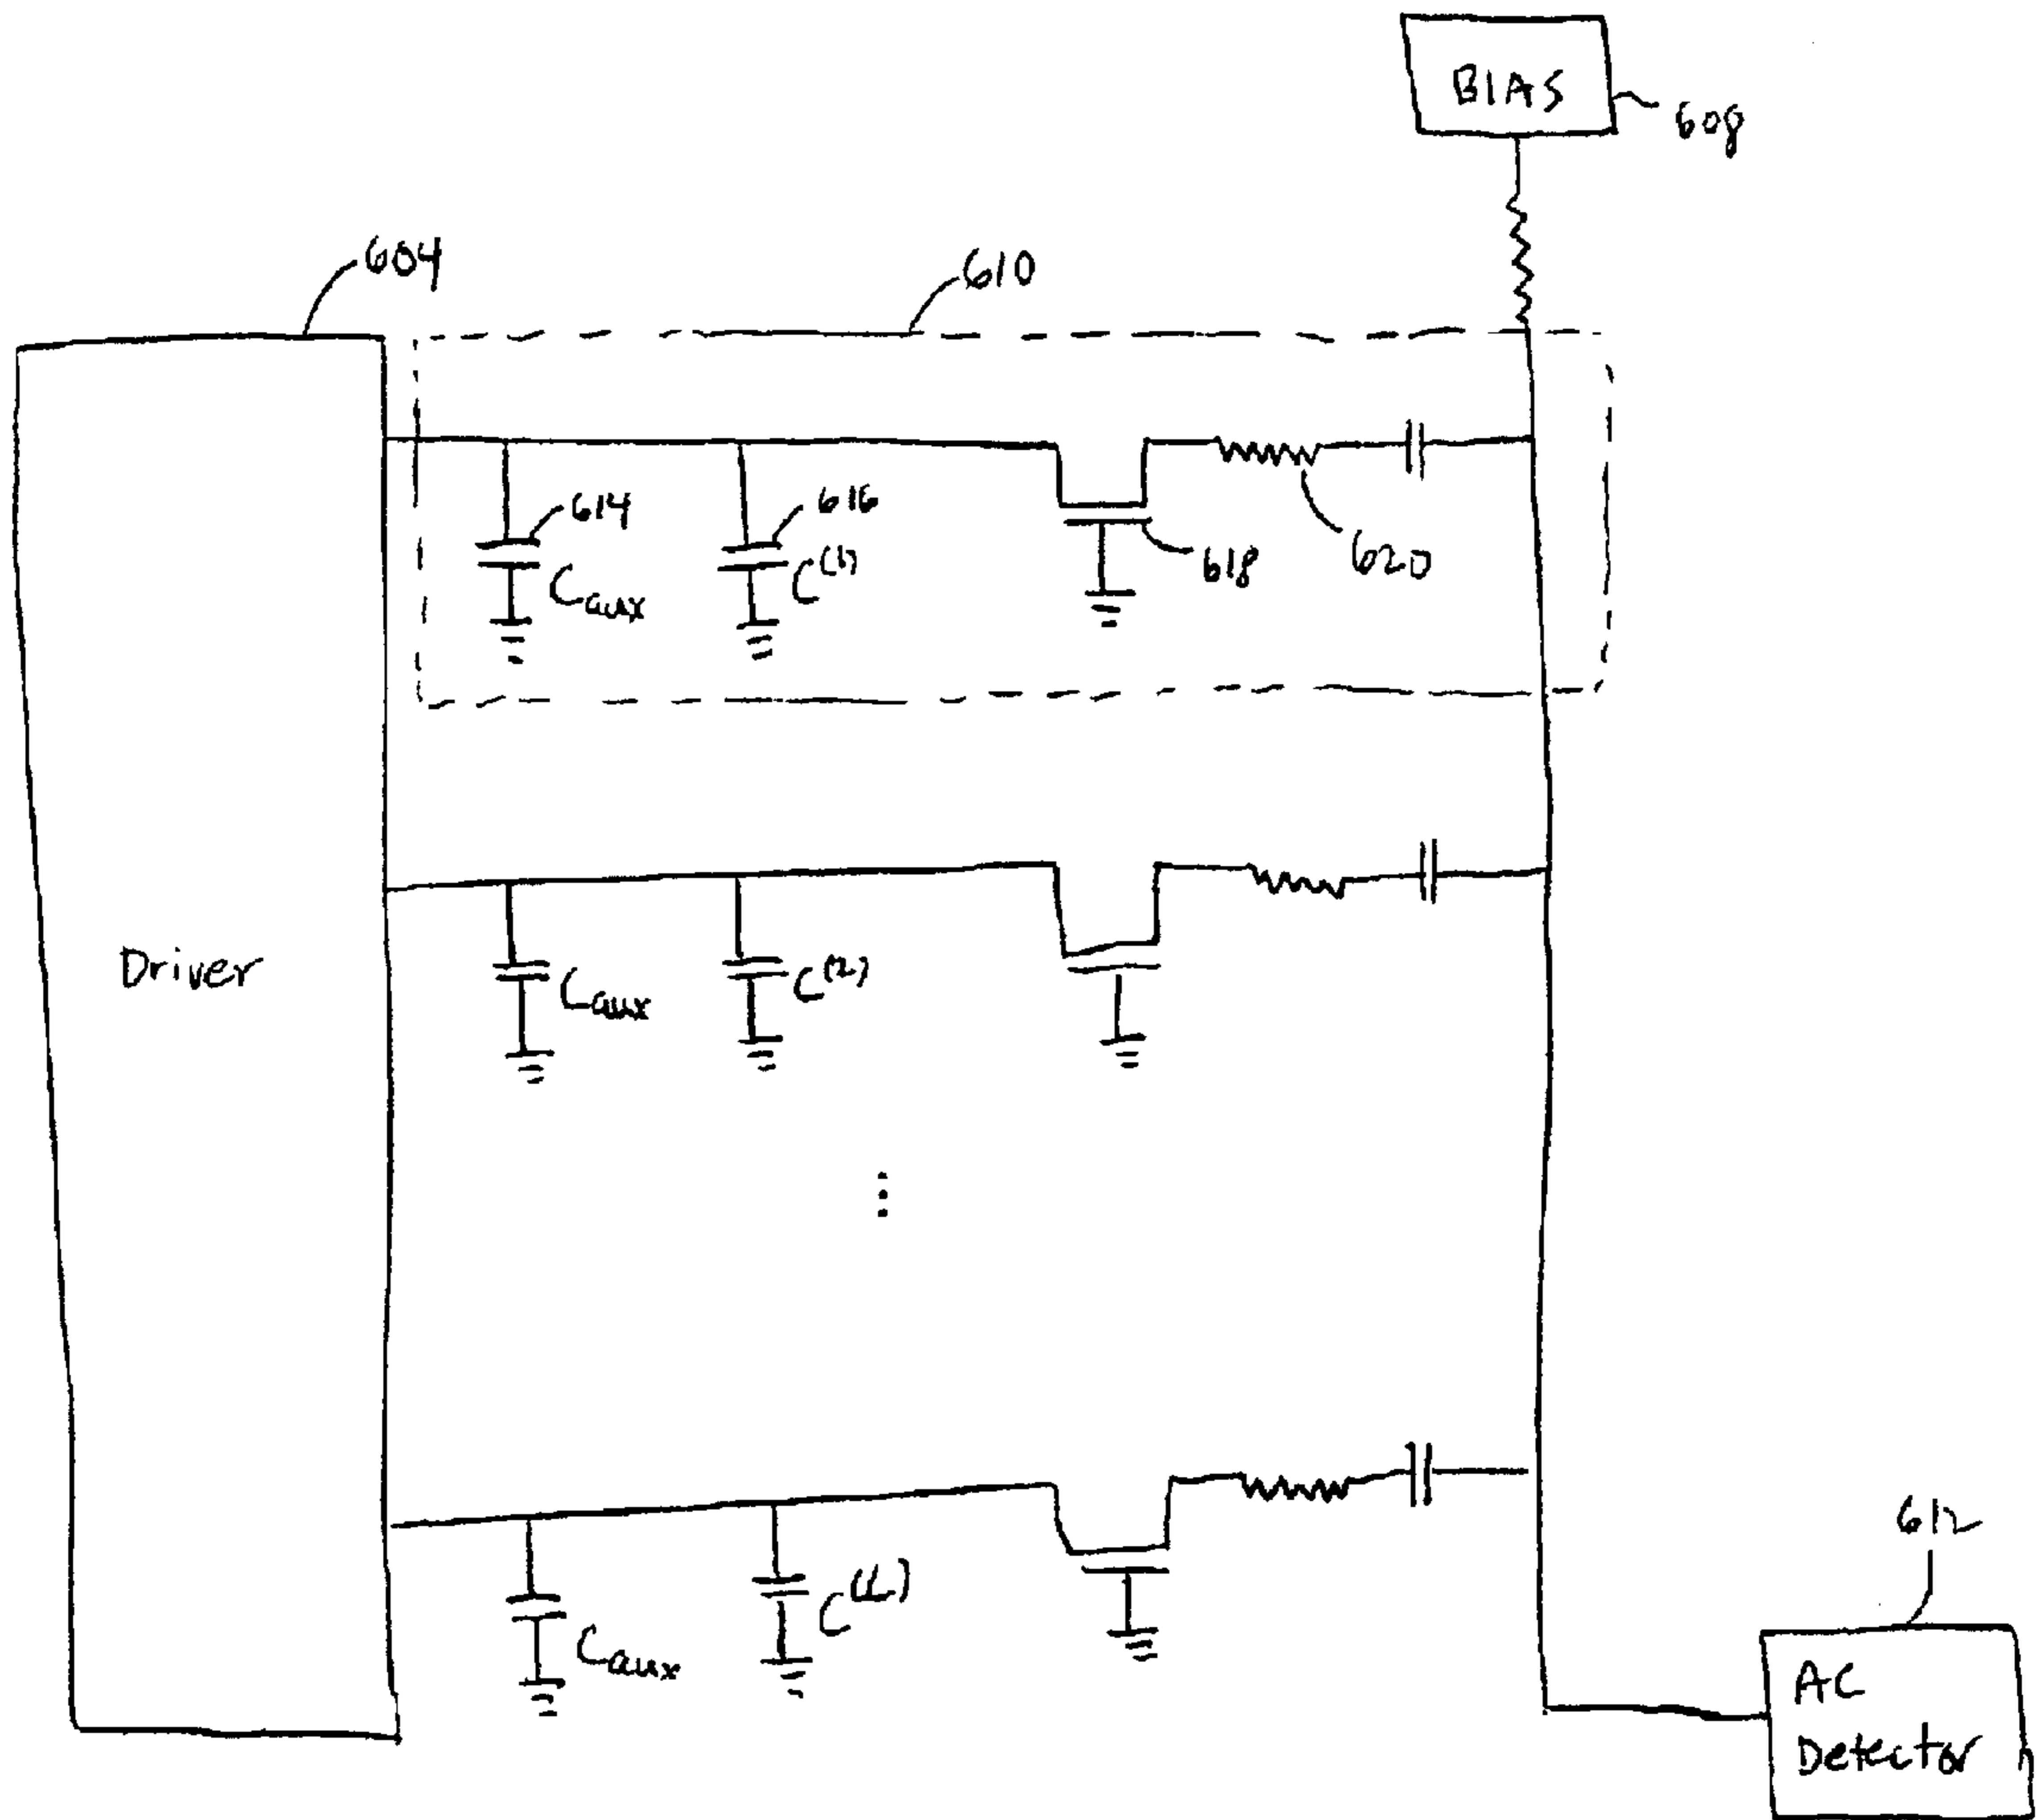 BIAS
608
604
610
614
616
Caux
C(1)
618
620
Driver
Caux
C(2)
⋮
Caux
C(L)
612
AC
Detector